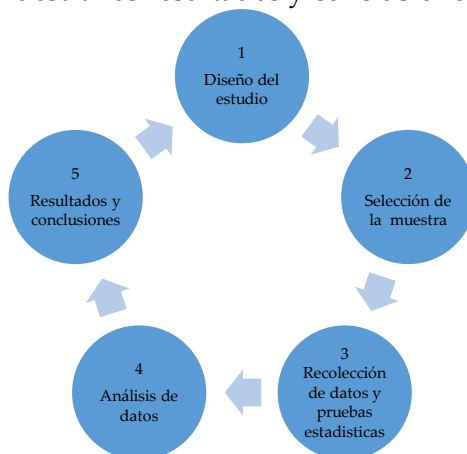 1
Diseño del
estudio
2
Selección de
la muestra
3
Recolección
de datos y
pruebas
estadisticas
4
Análisis de
datos
5
Resultados y
conclusiones